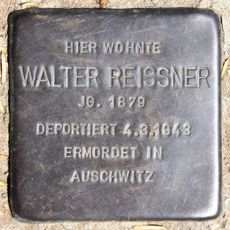 HIER WOHNTE
WALTER REISSNER
JG. 1879
DEPORTIERT 4.3.1943
ERMORDET IN
AUSCHWITZ